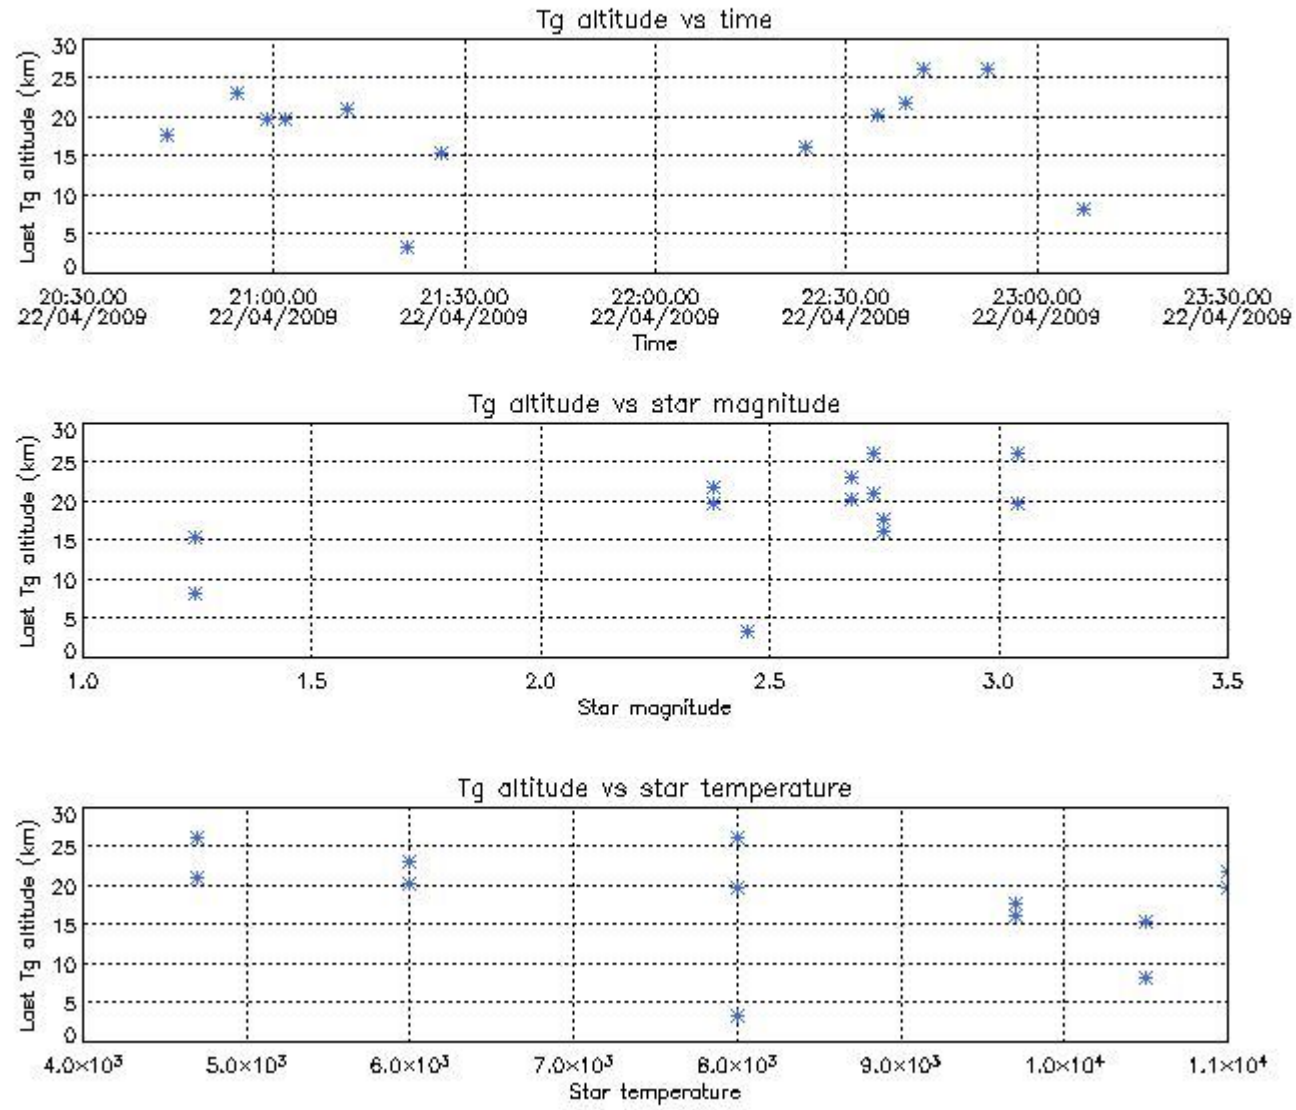 Tg altitude vs time
Last Tg altitude (km)
30
25
20
15
10
5
0
20:30.00 21:00.00 21:30.00 22:00.00 22:30.00 23:00.00 23:30.00
22/04/2009 22/04/2009 22/04/2009 22/04/2009 22/04/2009 22/04/2009 22/04/2009
Time
Tg altitude vs star magnitude
Last Tg altitude (km)
30
25
20
15
10
5
0
1.0 1.5 2.0 2.5 3.0 3.5
Star magnitude
Tg altitude vs star temperature
Last Tg altitude (km)
30
25
20
15
10
5
0
4.0×10³ 5.0×10³ 6.0×10³ 7.0×10³ 8.0×10³ 9.0×10³ 1.0×10⁴ 1.1×10⁴
Star temperature